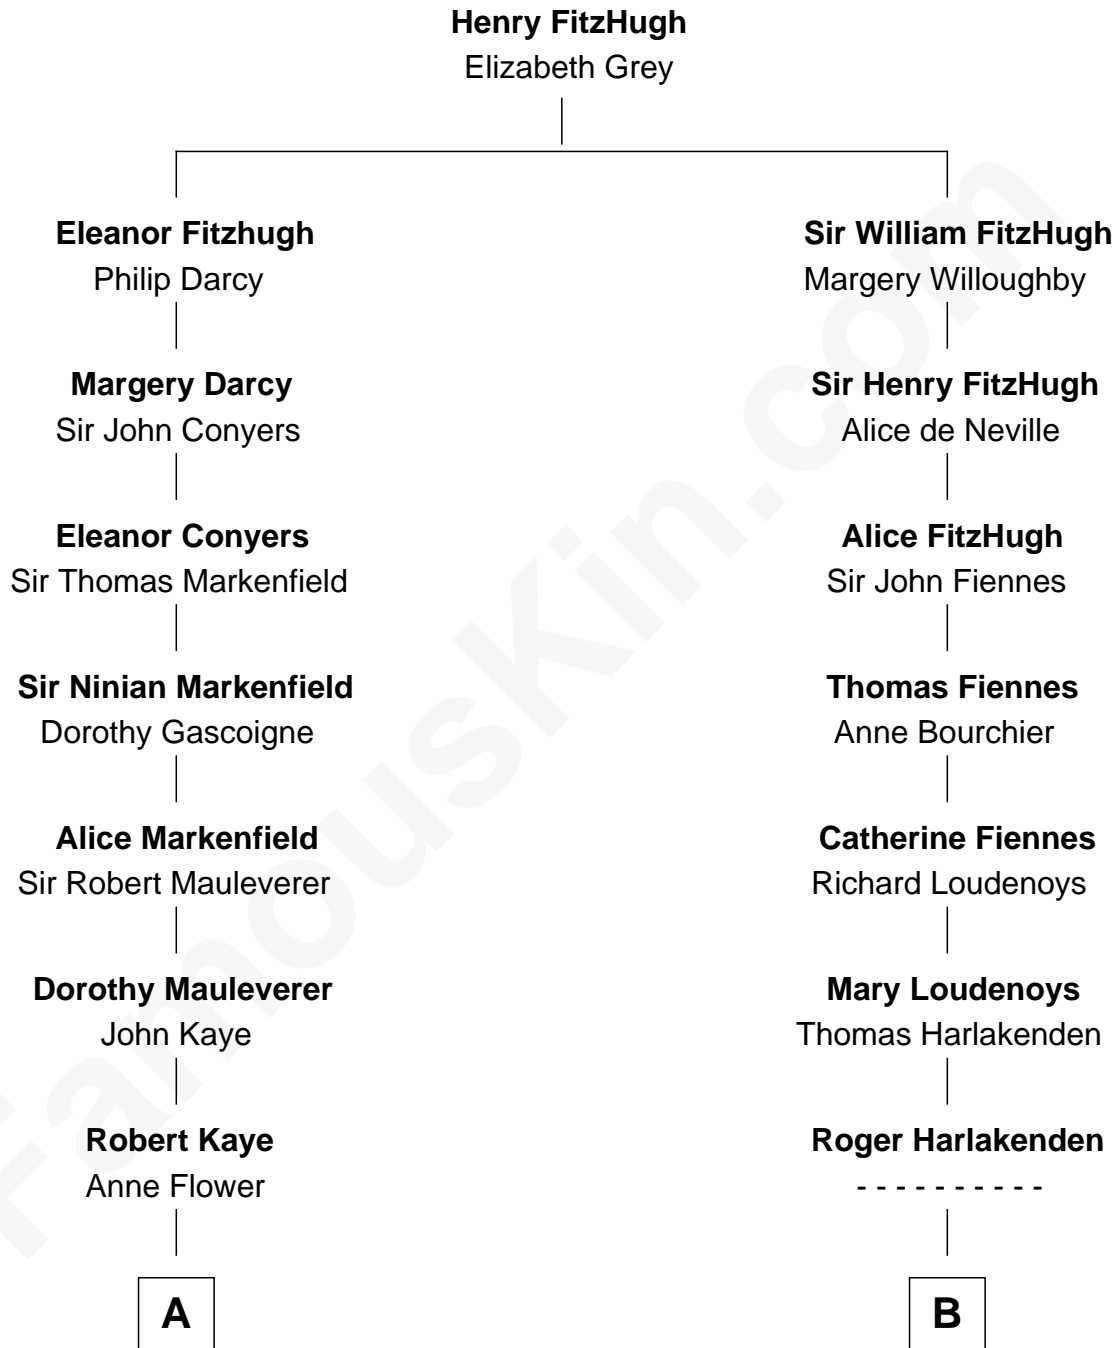 Henry FitzHugh
Elizabeth Grey
Eleanor Fitzhugh
Philip Darcy
Margery Darcy
Sir John Conyers
Eleanor Conyers
Sir Thomas Markenfield
Sir Ninian Markenfield
Dorothy Gascoigne
Alice Markenfield
Sir Robert Mauleverer
Dorothy Mauleverer
John Kaye
Robert Kaye
Anne Flower
A
Sir William FitzHugh
Margery Willoughby
Sir Henry FitzHugh
Alice de Neville
Alice FitzHugh
Sir John Fiennes
Thomas Fiennes
Anne Bourchier
Catherine Fiennes
Richard Loudenoys
Mary Loudenoys
Thomas Harlakenden
Roger Harlakenden
- - - - - - - - - -
B
FamousKin.com